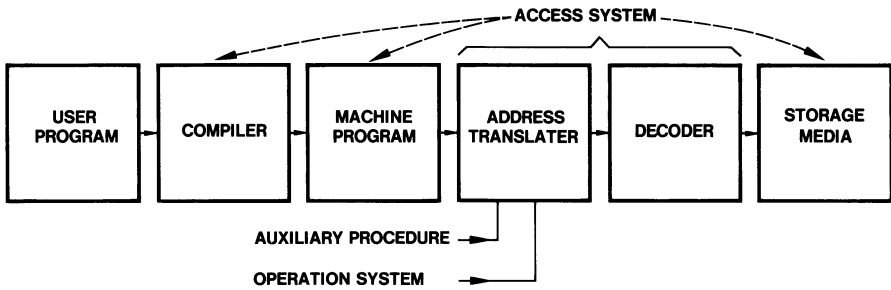 ACCESS SYSTEM
USER
PROGRAM
COMPILER
MACHINE
PROGRAM
ADDRESS
TRANSLATER
DECODER
STORAGE
MEDIA
AUXILIARY PROCEDURE
OPERATION SYSTEM